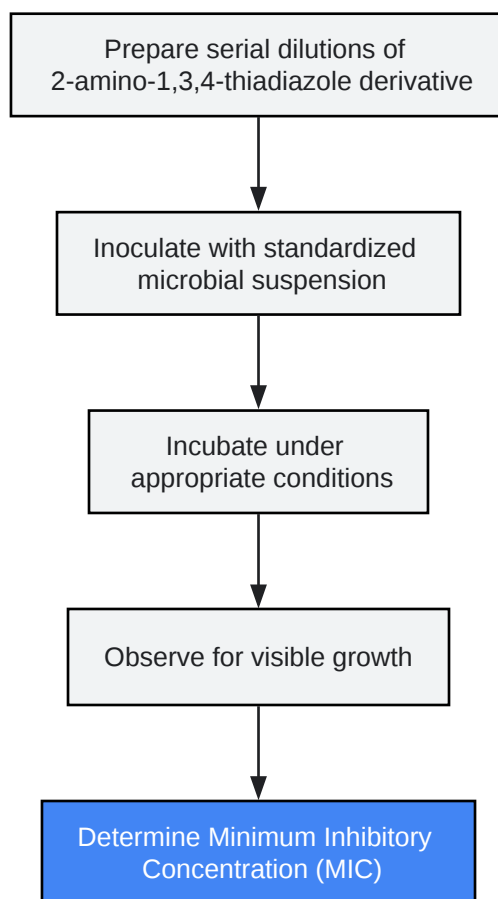 Prepare serial dilutions of
2-amino-1,3,4-thiadiazole derivative
Inoculate with standardized
microbial suspension
Incubate under
appropriate conditions
Observe for visible growth
Determine Minimum Inhibitory
Concentration (MIC)